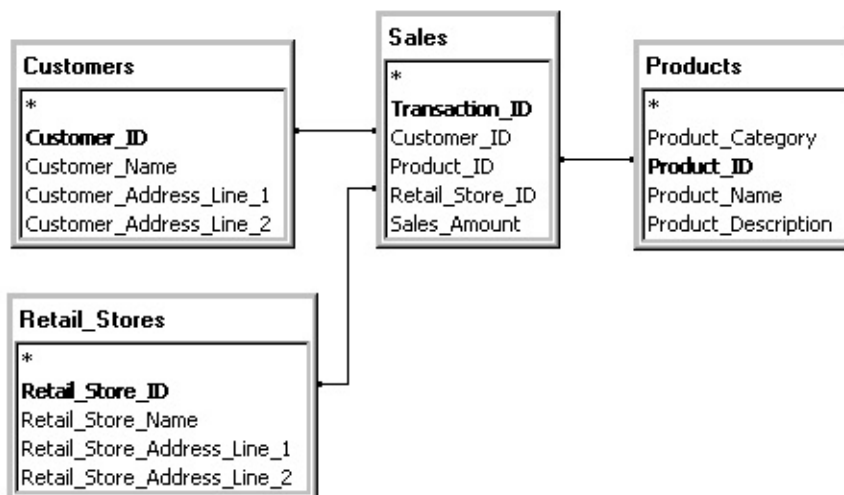 Customers
*
Customer_ID
Customer_Name
Customer_Address_Line_1
Customer_Address_Line_2
Sales
*
Transaction_ID
Customer_ID
Product_ID
Retail_Store_ID
Sales_Amount
Products
*
Product_Category
Product_ID
Product_Name
Product_Description
Retail_Stores
*
Retail_Store_ID
Retail_Store_Name
Retail_Store_Address_Line_1
Retail_Store_Address_Line_2